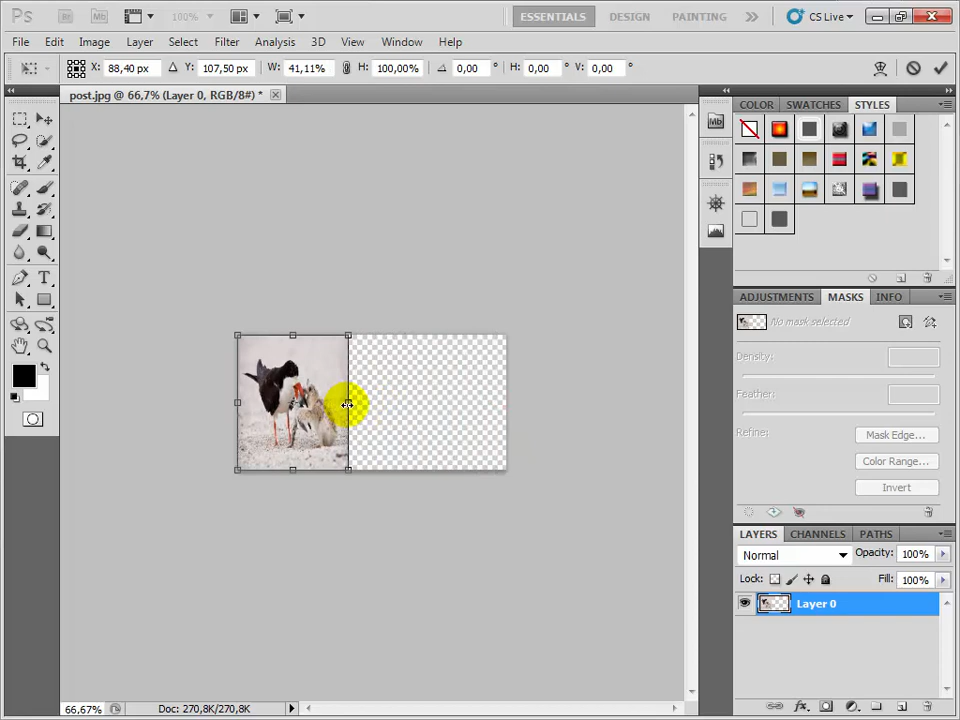 Ps Br Mb 100% ESSENTIALS DESIGN PAINTING CS Live
File Edit Image Layer Select Filter Analysis 3D View Window Help
X: 88,40 px Y: 107,50 px W: 41,11% H: 100,00% 0,00 ° H: 0,00 ° V: 0,00 °
post.jpg @ 66,7% (Layer 0, RGB/8#) *
COLOR SWATCHES STYLES
Mb
T
ADJUSTMENTS MASKS INFO
No mask selected
Density:
Feather:
Refine: Mask Edge...
Color Range...
Invert
LAYERS CHANNELS PATHS
Normal Opacity: 100%
Lock: Fill: 100%
Layer 0
fx
66,67% Doc: 270,8K/270,8K